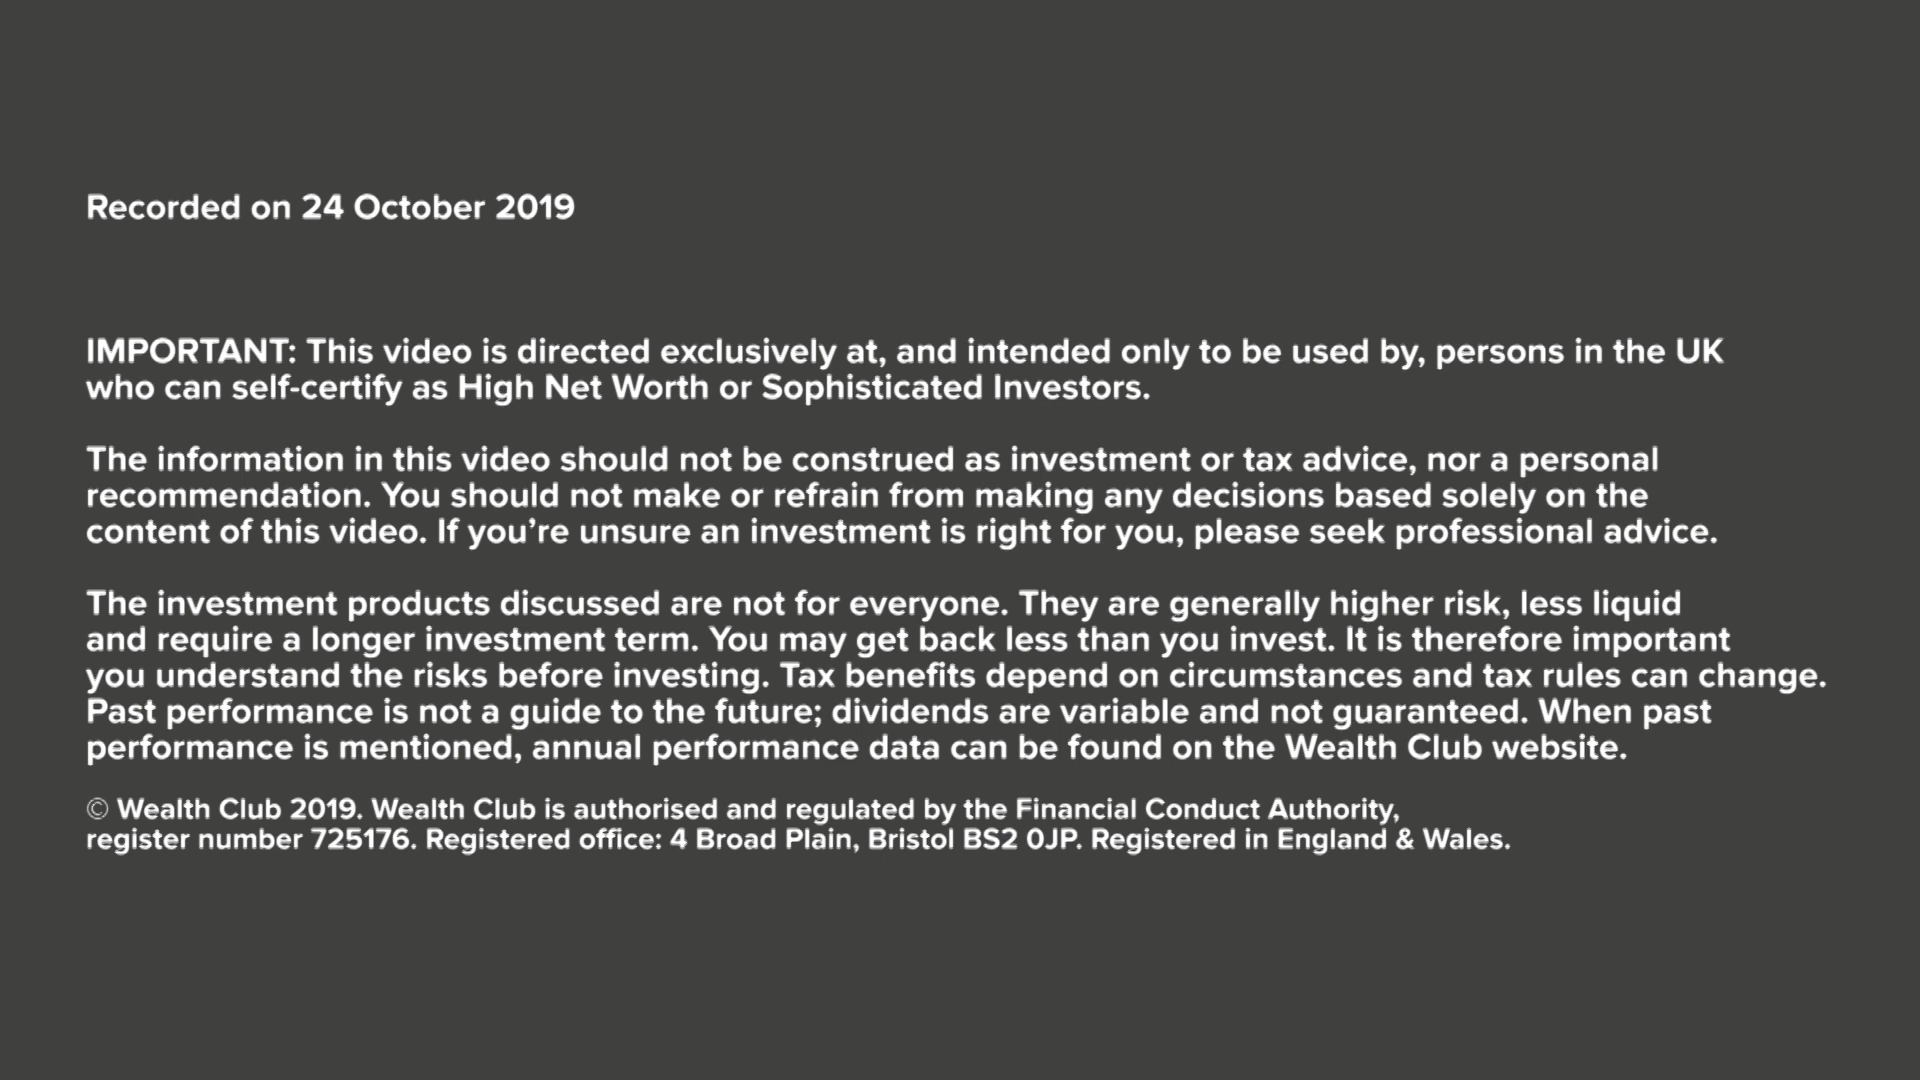 Recorded on 24 October 2019
IMPORTANT: This video is directed exclusively at, and intended only to be used by, persons in the UK
who can self-certify as High Net Worth or Sophisticated Investors.
The information in this video should not be construed as investment or tax advice, nor a personal
recommendation. You should not make or refrain from making any decisions based solely on the
content of this video. If you’re unsure an investment is right for you, please seek professional advice.
The investment products discussed are not for everyone. They are generally higher risk, less liquid
and require a longer investment term. You may get back less than you invest. It is therefore important
you understand the risks before investing. Tax benefits depend on circumstances and tax rules can change.
Past performance is not a guide to the future; dividends are variable and not guaranteed. When past
performance is mentioned, annual performance data can be found on the Wealth Club website.
© Wealth Club 2019. Wealth Club is authorised and regulated by the Financial Conduct Authority,
register number 725176. Registered office: 4 Broad Plain, Bristol BS2 0JP. Registered in England & Wales.